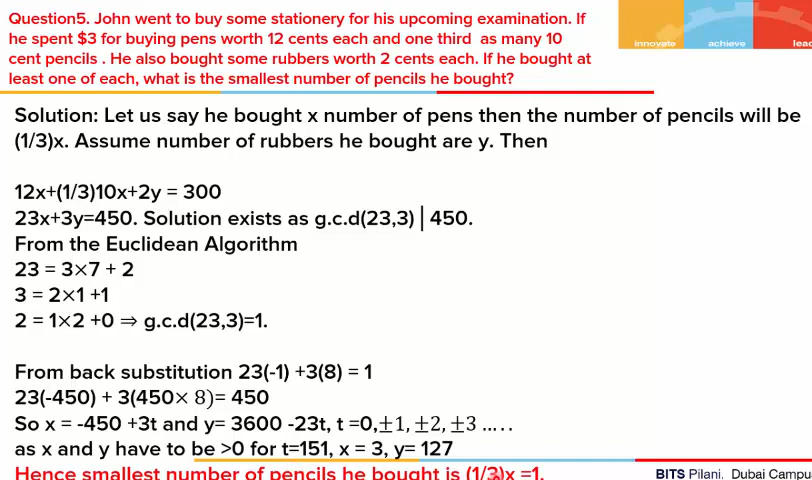 Question5. John went to buy some stationery for his upcoming examination. If
he spent $3 for buying pens worth 12 cents each and one third as many 10
cent pencils . He also bought some rubbers worth 2 cents each. If he bought at
least one of each, what is the smallest number of pencils he bought?
innovate achieve lead
Solution: Let us say he bought x number of pens then the number of pencils will be
(1/3)x. Assume number of rubbers he bought are y. Then
12x+(1/3)10x+2y = 300
23x+3y=450. Solution exists as g.c.d(23,3) | 450.
From the Euclidean Algorithm
23 = 3×7 + 2
3 = 2×1 +1
2 = 1×2 +0 ⇒ g.c.d(23,3)=1.
From back substitution 23(-1) +3(8) = 1
23(-450) + 3(450× 8)= 450
So x = -450 +3t and y= 3600 -23t, t =0,±1, ±2, ±3 .....
as x and y have to be >0 for t=151, x = 3, y= 127
Hence smallest number of pencils he bought is (1/3)x =1.
BITS Pilani, Dubai Campu